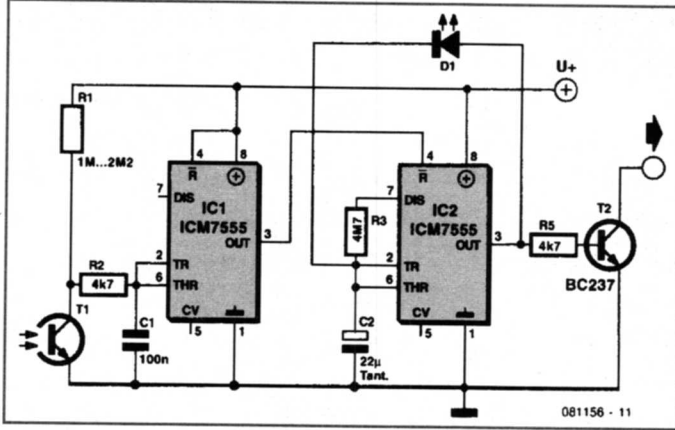 D1
U+
R1
1M...2M2
4
8
R
7
DIS
IC1
ICM7555
OUT
3
2
TR
6
THR
CV
5
1
R2
4k7
T1
C1
100n
4
8
R
7
DIS
IC2
ICM7555
OUT
3
2
TR
6
THR
CV
5
1
R3
4M7
C2
22µ
Tant.
R5
4k7
T2
BC237
081156 - 11